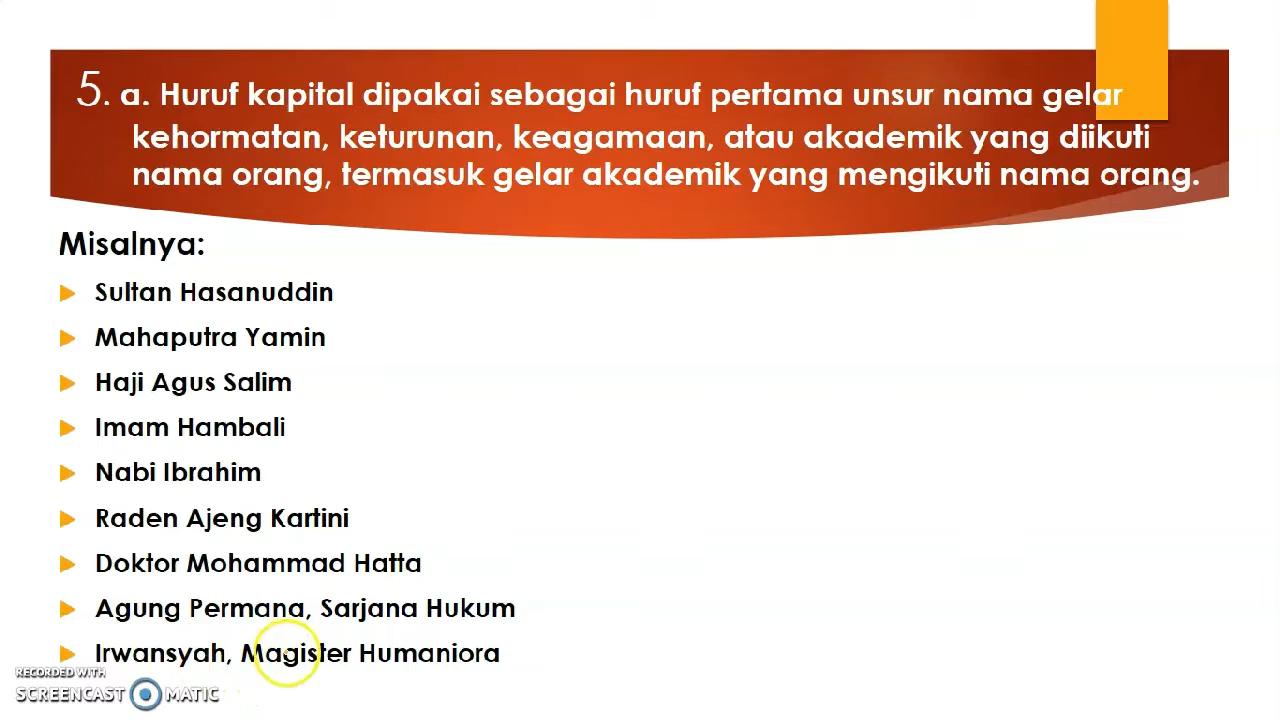 5. a. Huruf kapital dipakai sebagai huruf pertama unsur nama gelar
kehormatan, keturunan, keagamaan, atau akademik yang diikuti
nama orang, termasuk gelar akademik yang mengikuti nama orang.
Misalnya:
Sultan Hasanuddin
Mahaputra Yamin
Haji Agus Salim
Imam Hambali
Nabi Ibrahim
Raden Ajeng Kartini
Doktor Mohammad Hatta
Agung Permana, Sarjana Hukum
Irwansyah, Magister Humaniora
RECORDED WITH
SCREENCAST MATIC